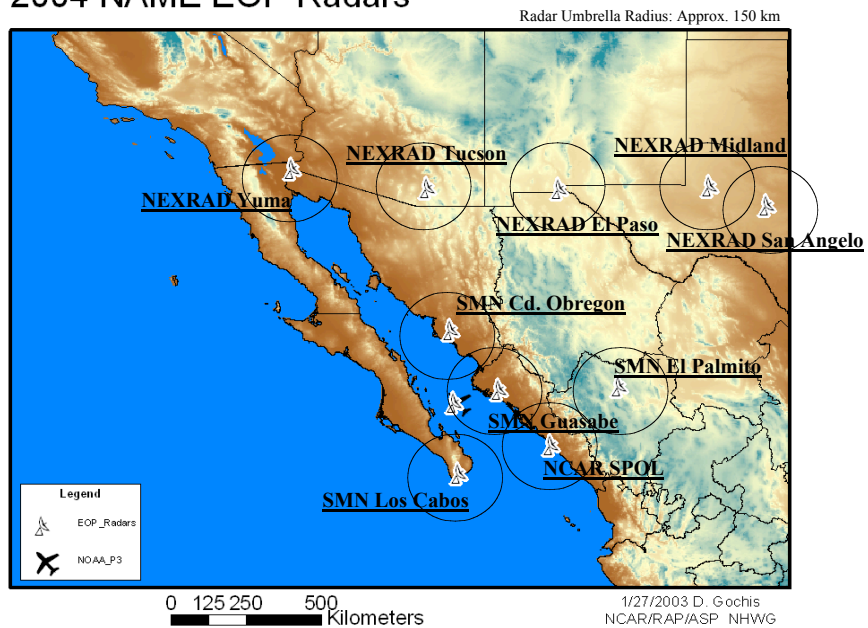 2004 NAME EOP Radars
Radar Umbrella Radius: Approx. 150 km
NEXRAD Midland
NEXRAD Tucson
NEXRAD Yuma
NEXRAD El Paso
NEXRAD San Angelo
SMN Cd. Obregon
SMN El Palmito
SMN Guasabe
NCAR SPOL
SMN Los Cabos
Legend
EOP_Radars
NOAA_P3
0 125 250 500
Kilometers
1/27/2003 D. Gochis
NCAR/RAP/ASP NHWG